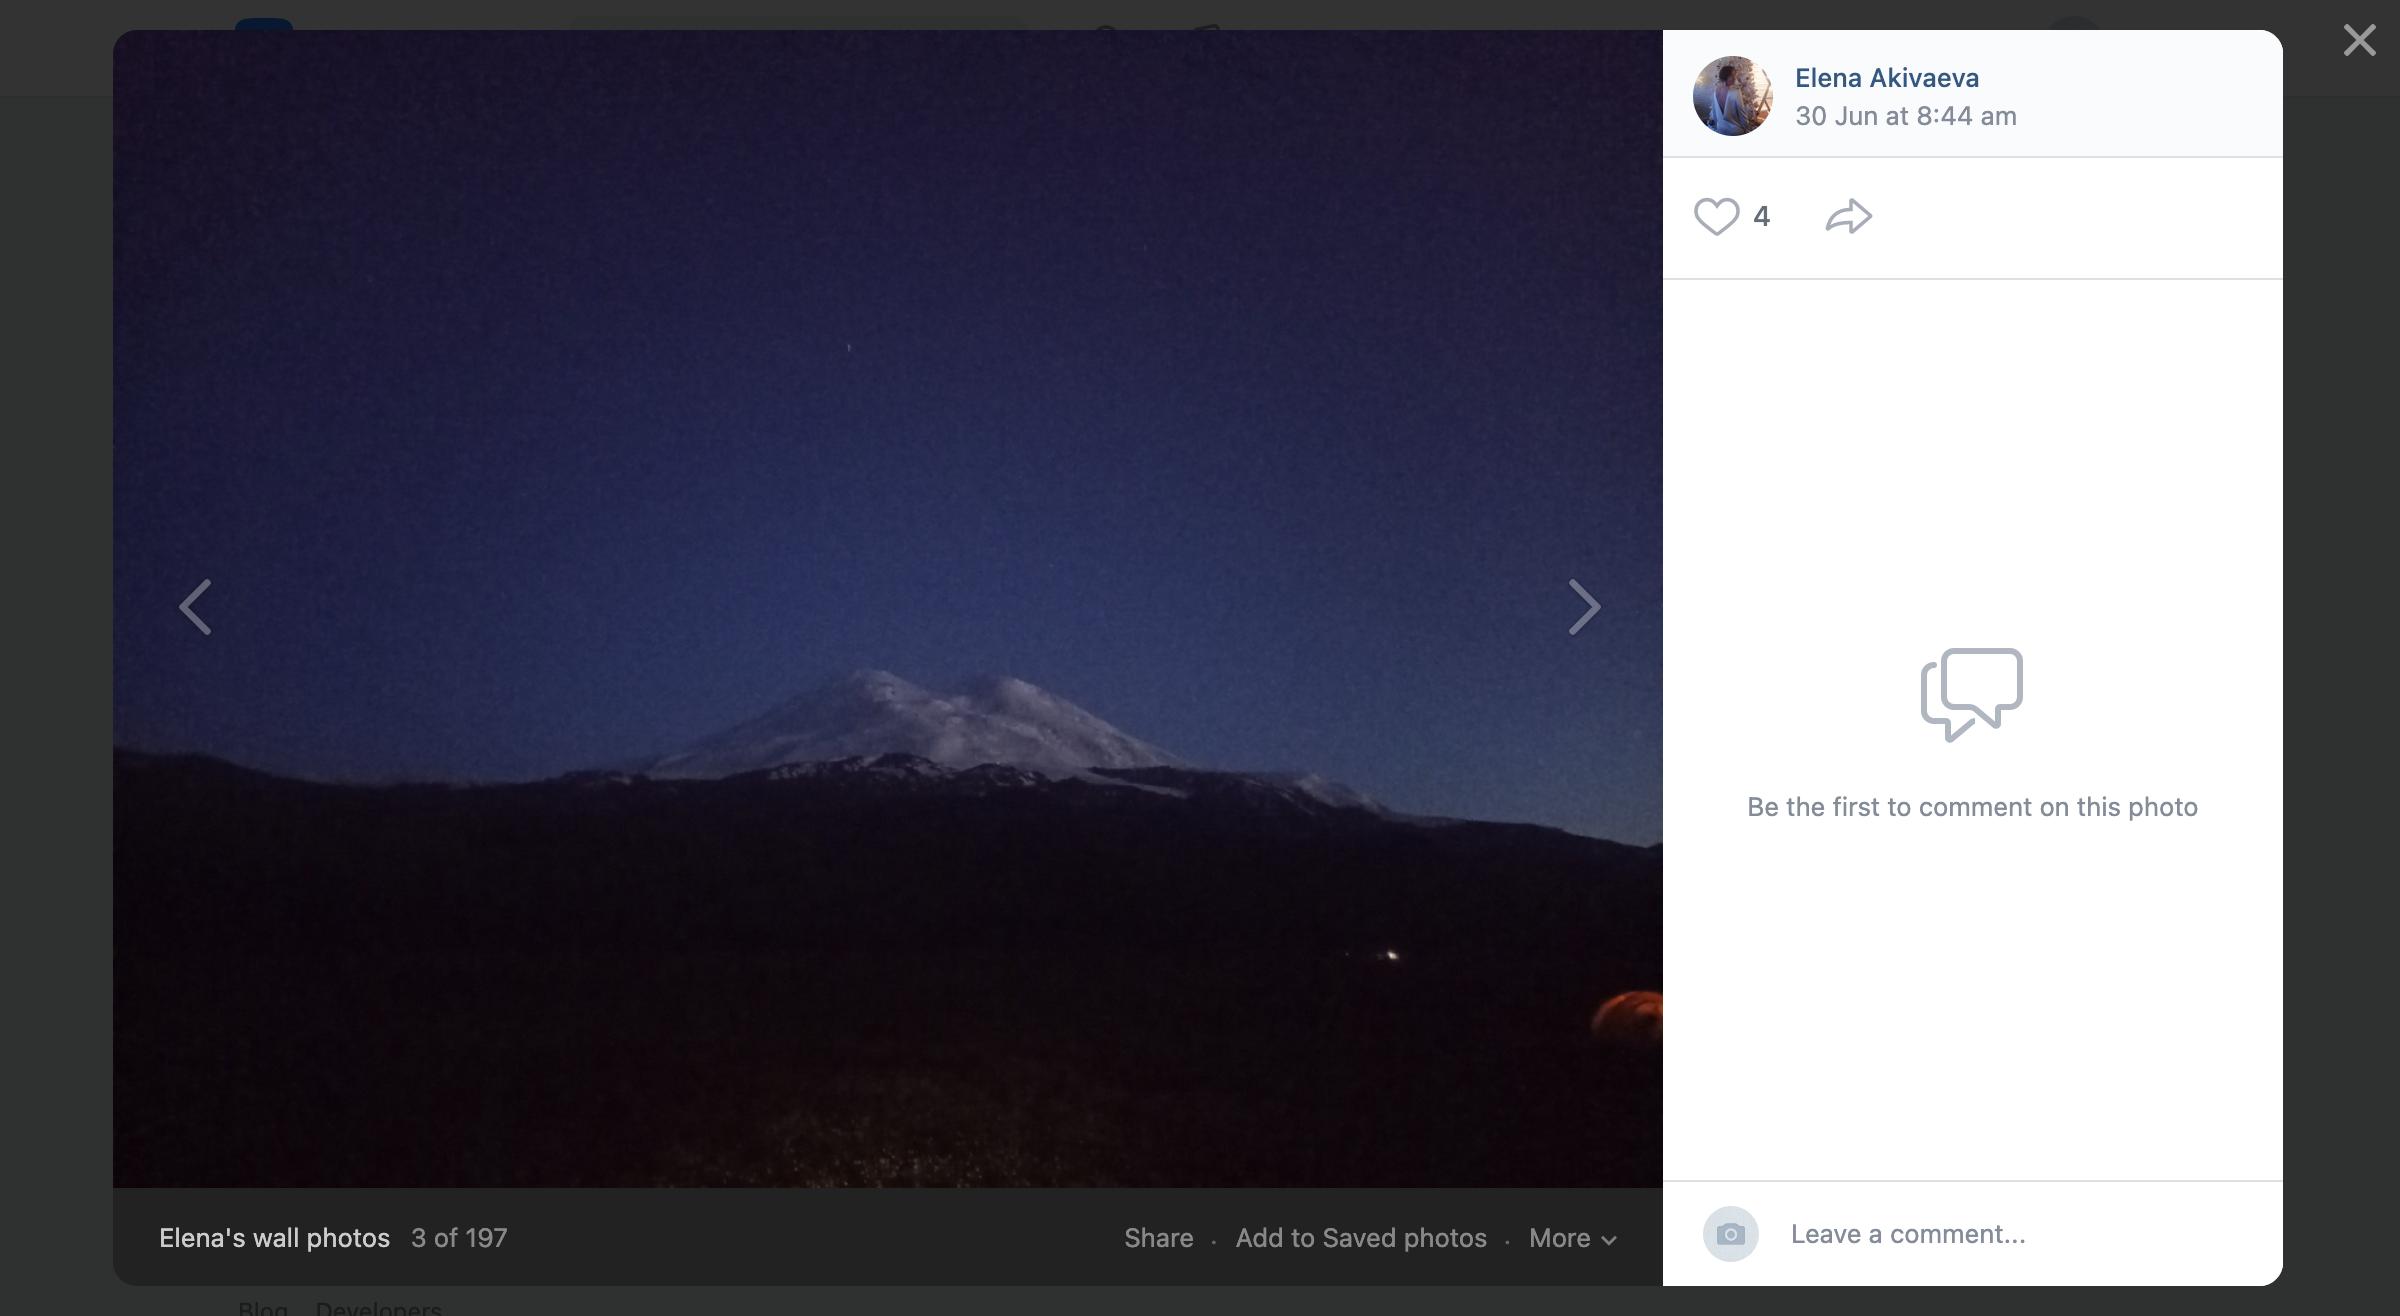 Elena Akivaeva
30 Jun at 8:44 am
4
Be the first to comment on this photo
Elena's wall photos 3 of 197
Share · Add to Saved photos · More
Leave a comment...
Blog Developers